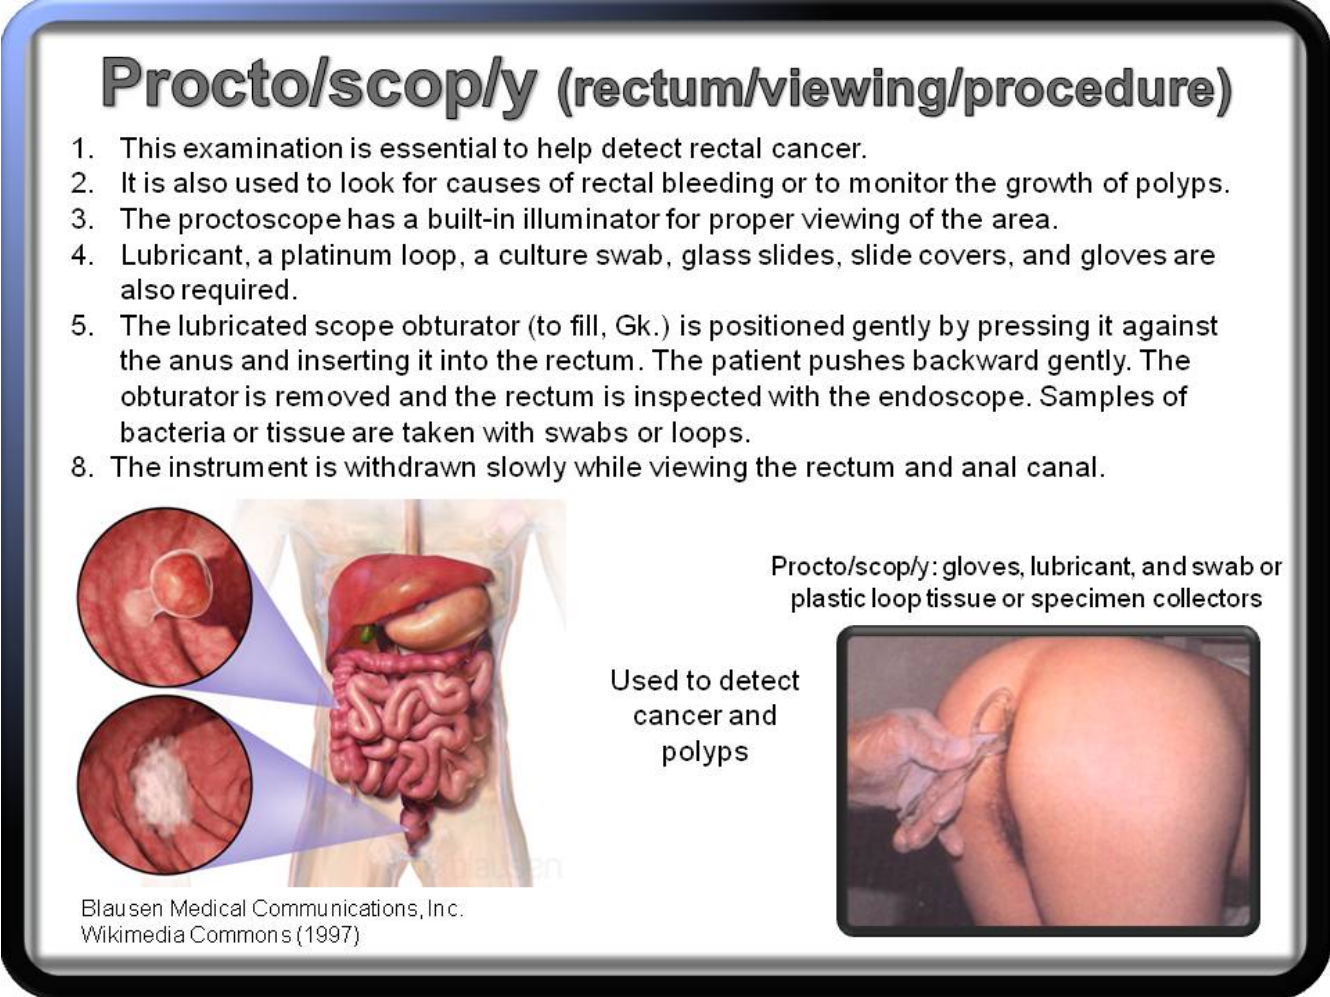 Procto/scop/y (rectum/viewing/procedure)
1. This examination is essential to help detect rectal cancer.
2. It is also used to look for causes of rectal bleeding or to monitor the growth of polyps.
3. The proctoscope has a built-in illuminator for proper viewing of the area.
4. Lubricant, a platinum loop, a culture swab, glass slides, slide covers, and gloves are
also required.
5. The lubricated scope obturator (to fill, Gk.) is positioned gently by pressing it against
the anus and inserting it into the rectum. The patient pushes backward gently. The
obturator is removed and the rectum is inspected with the endoscope. Samples of
bacteria or tissue are taken with swabs or loops.
8. The instrument is withdrawn slowly while viewing the rectum and anal canal.
Procto/scop/y: gloves, lubricant, and swab or
plastic loop tissue or specimen collectors
Used to detect
cancer and
polyps
Blausen Medical Communications, Inc.
Wikimedia Commons (1997)